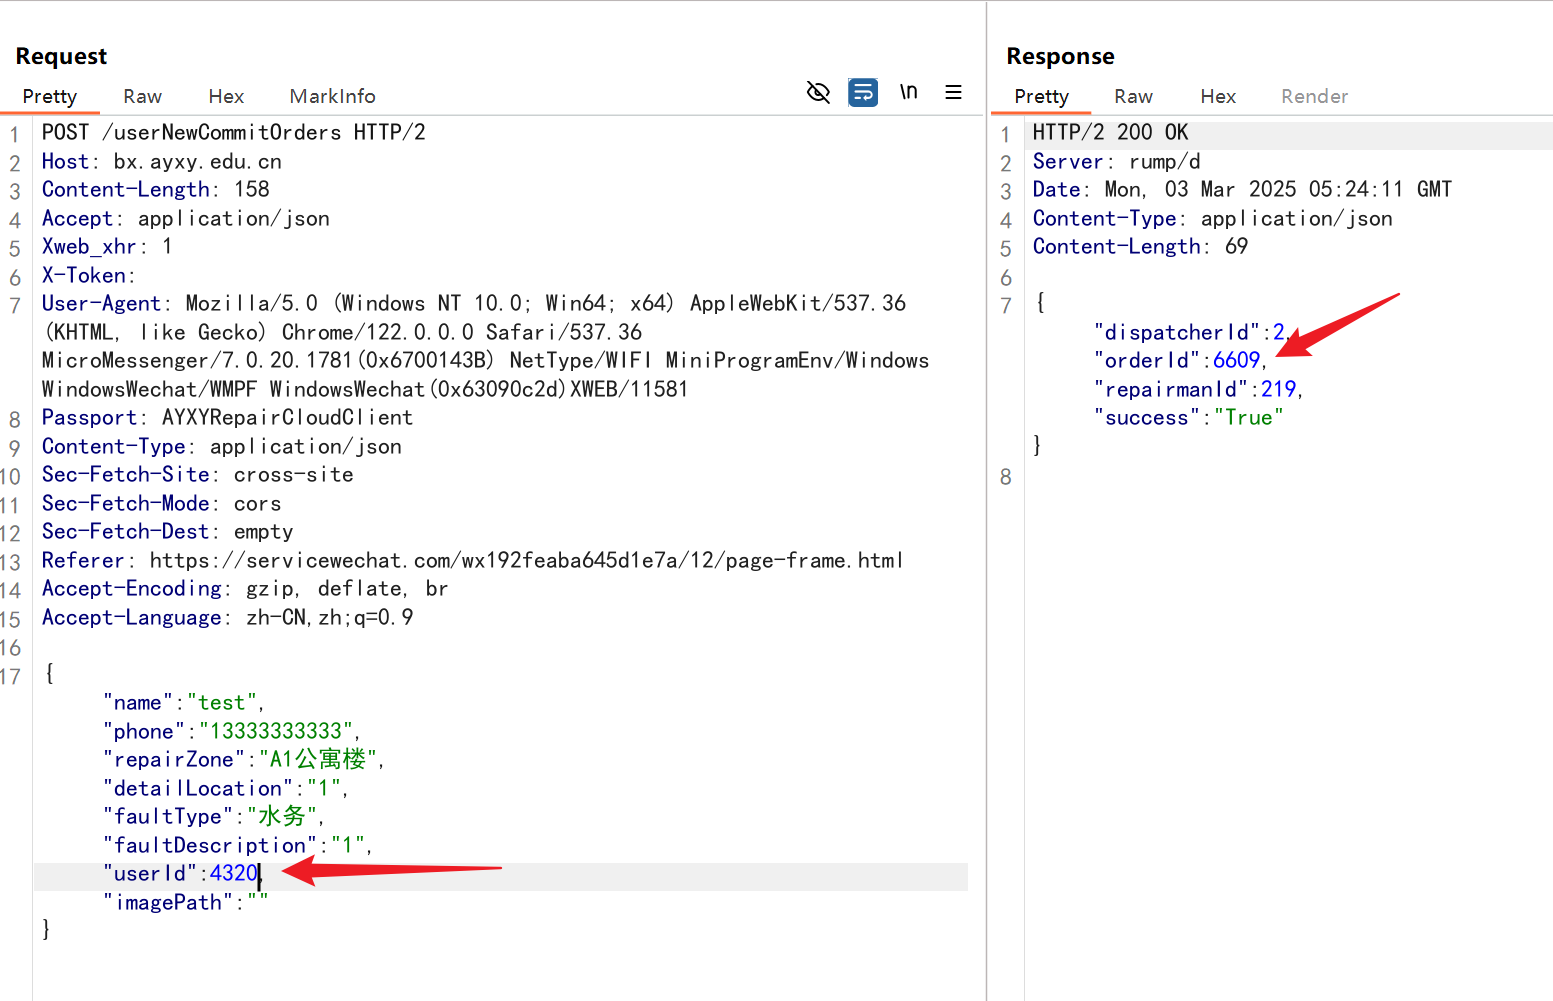 Request
Pretty Raw Hex MarkInfo
\n
1 POST /userNewCommitOrders HTTP/2
2 Host: bx.ayxy.edu.cn
3 Content-Length: 158
4 Accept: application/json
5 Xweb_xhr: 1
6 X-Token:
7 User-Agent: Mozilla/5.0 (Windows NT 10.0; Win64; x64) AppleWebKit/537.36
(KHTML, like Gecko) Chrome/122.0.0.0 Safari/537.36
MicroMessenger/7.0.20.1781(0x6700143B) NetType/WIFI MiniProgramEnv/Windows
WindowsWechat/WMPF WindowsWechat(0x63090c2d)XWEB/11581
8 Passport: AYXYRepairCloudClient
9 Content-Type: application/json
10 Sec-Fetch-Site: cross-site
11 Sec-Fetch-Mode: cors
12 Sec-Fetch-Dest: empty
13 Referer: https://servicewechat.com/wx192feaba645d1e7a/12/page-frame.html
14 Accept-Encoding: gzip, deflate, br
15 Accept-Language: zh-CN,zh;q=0.9
16
17 {
"name":"test",
"phone":"13333333333",
"repairZone":"A1公寓楼",
"detailLocation":"1",
"faultType":"水务",
"faultDescription":"1",
"userId":4320,
"imagePath":""
}
Response
Pretty Raw Hex Render
1 HTTP/2 200 OK
2 Server: rump/d
3 Date: Mon, 03 Mar 2025 05:24:11 GMT
4 Content-Type: application/json
5 Content-Length: 69
6
7 {
"dispatcherId":2,
"orderId":6609,
"repairmanId":219,
"success":"True"
}
8